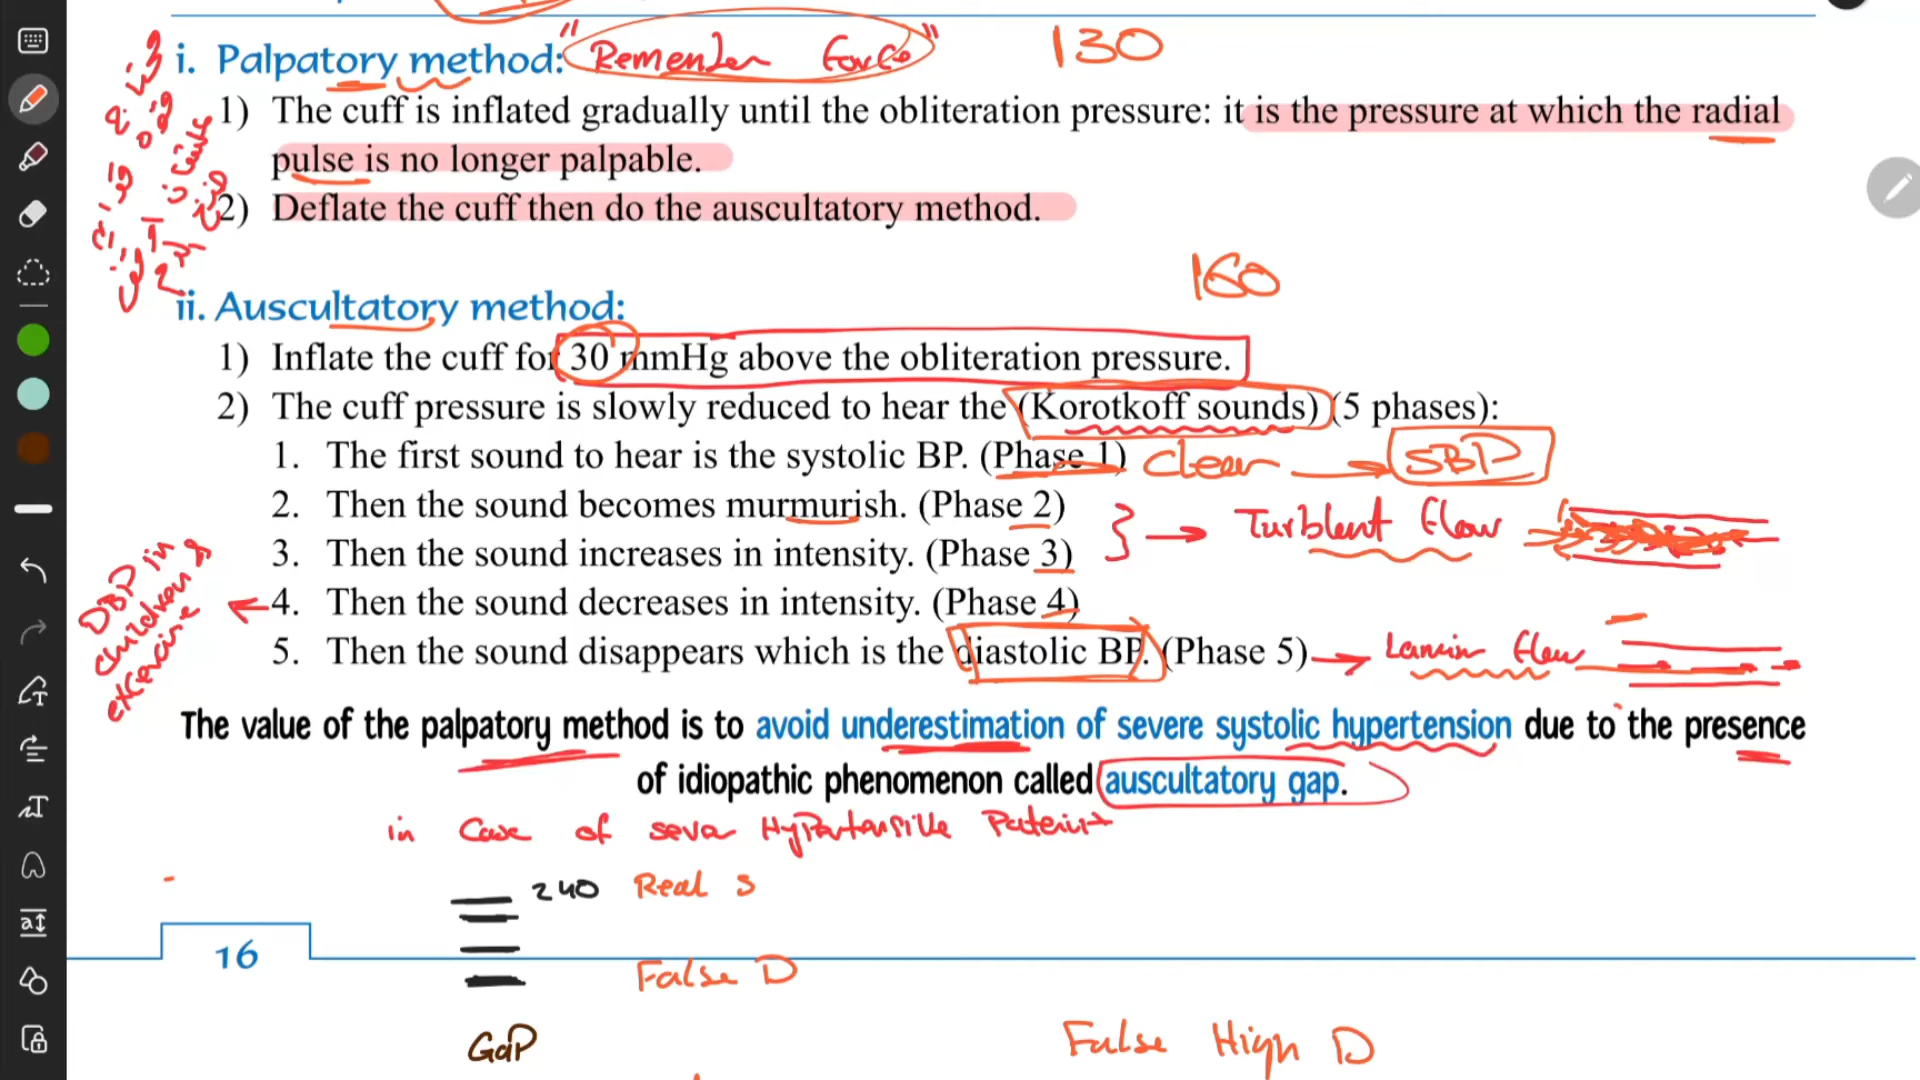 i. Palpatory method: "Remember force" 130
1) The cuff is inflated gradually until the obliteration pressure: it is the pressure at which the radial
pulse is no longer palpable.
2) Deflate the cuff then do the auscultatory method.
160
ii. Auscultatory method:
1) Inflate the cuff for 30 mmHg above the obliteration pressure.
2) The cuff pressure is slowly reduced to hear the (Korotkoff sounds) (5 phases):
1. The first sound to hear is the systolic BP. (Phase 1) clear SBP
2. Then the sound becomes murmurish. (Phase 2)
Turblent flow
3. Then the sound increases in intensity. (Phase 3)
DBP in
children &
exercise
4. Then the sound decreases in intensity. (Phase 4)
5. Then the sound disappears which is the diastolic BP. (Phase 5) flow
The value of the palpatory method is to avoid underestimation of severe systolic hypertension due to the presence
of idiopathic phenomenon called auscultatory gap.
in case of
240 Real S
16
False D
GaP
False High D